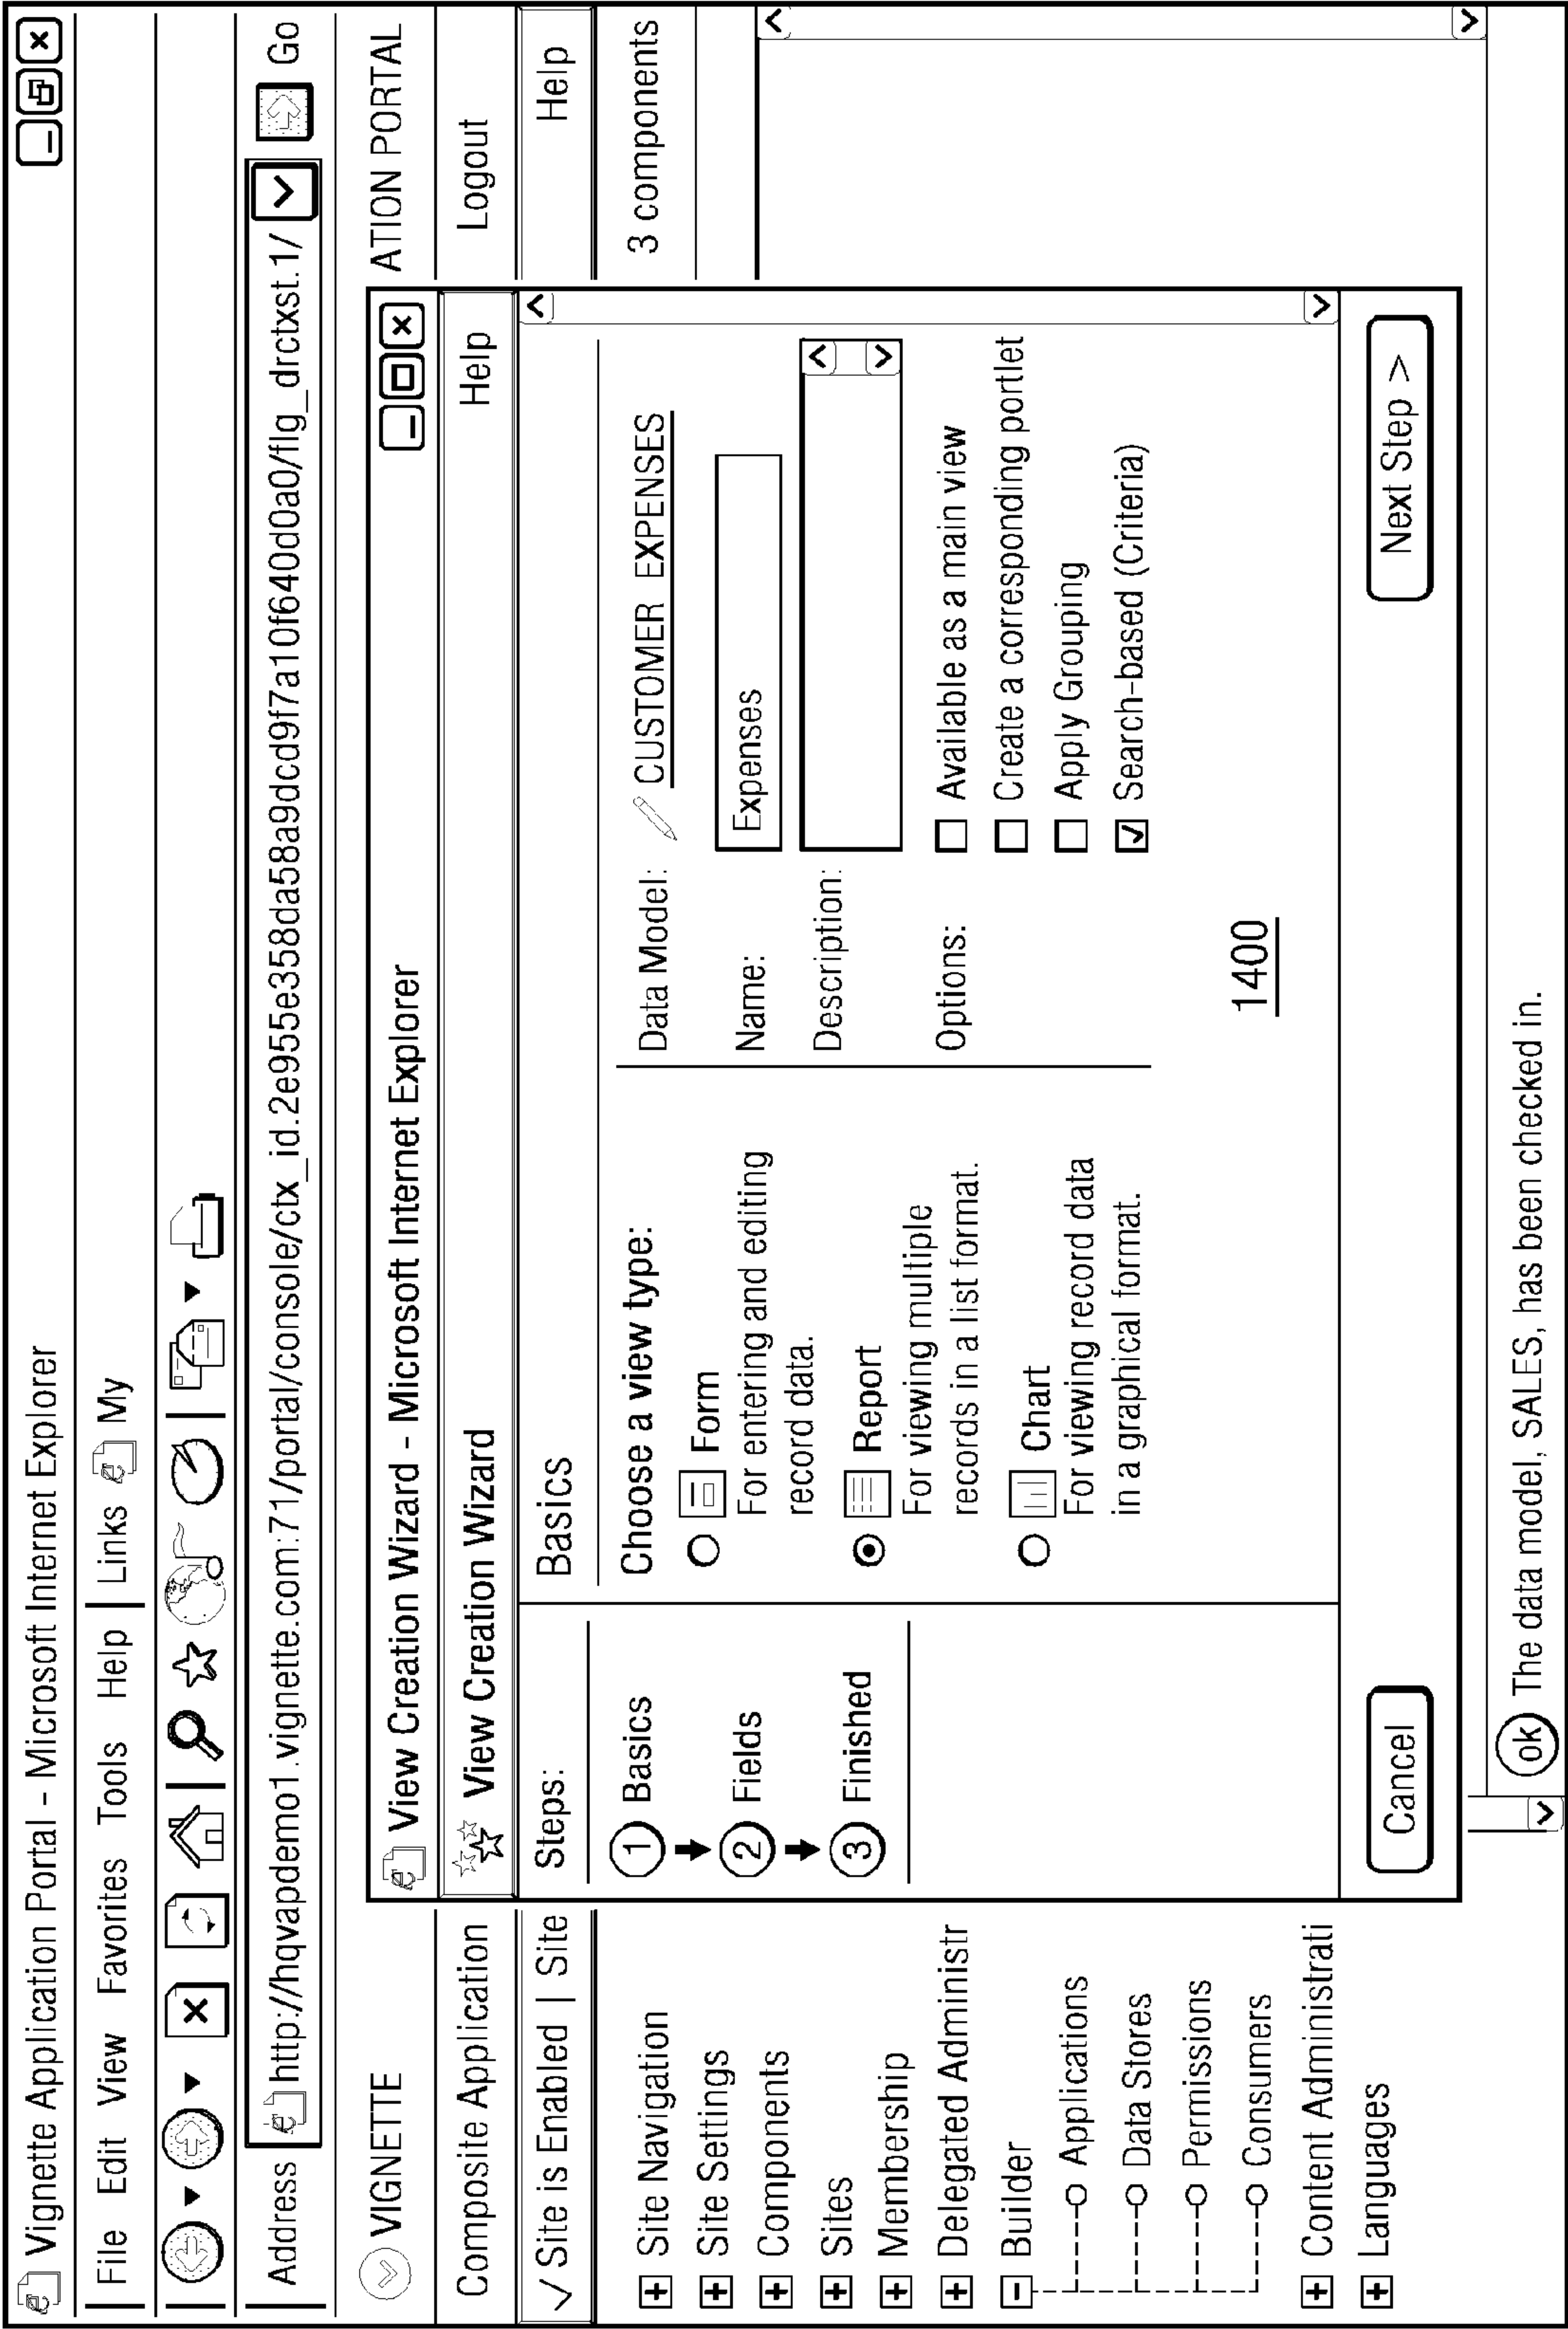 Vignette Application Portal - Microsoft Internet Explorer
File Edit View Favorites Tools Help Links My
Address http://hqvapdemo1.vignette.com:71/portal/console/ctx_id.2e955e358da58a9dcd9f7a10f640d0a0/flg_drctxst.1/ Go
VIGNETTE ATION PORTAL
Composite Application Logout
Site is Enabled | Site Help
3 components
Site Navigation
Site Settings
Components
Sites
Membership
Delegated Administr
Builder
Applications
Data Stores
Permissions
Consumers
Content Administrati
Languages
View Creation Wizard - Microsoft Internet Explorer
View Creation Wizard Help
Steps:
1 Basics
2 Fields
3 Finished
Basics
Choose a view type:
Form
For entering and editing
record data.
Report
For viewing multiple
records in a list format.
Chart
For viewing record data
in a graphical format.
Data Model: CUSTOMER EXPENSES
Name: Expenses
Description:
Options: Available as a main view
Create a corresponding portlet
Apply Grouping
Search-based (Criteria)
1400
Cancel Next Step >
ok The data model, SALES, has been checked in.